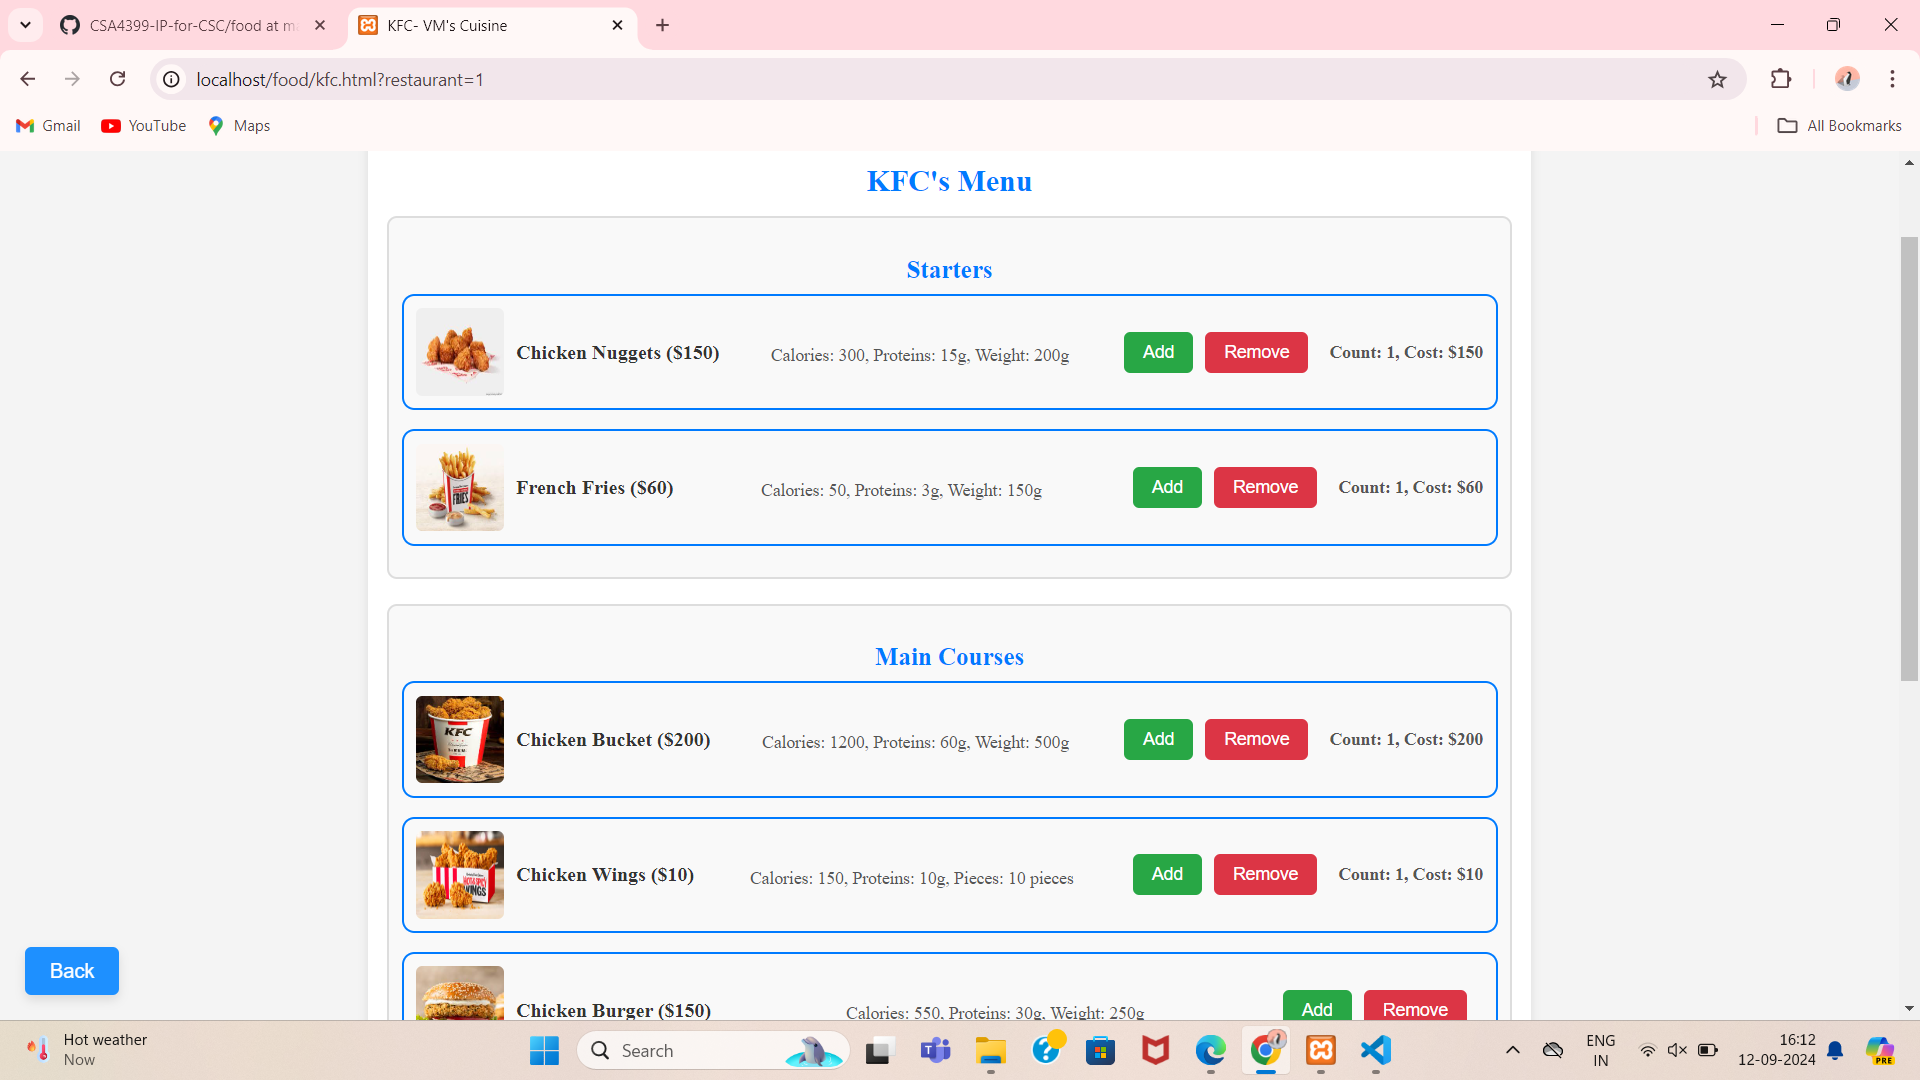 CSA4399-IP-for-CSC/food at ma
KFC- VM's Cuisine
localhost/food/kfc.html?restaurant=1
Gmail
YouTube
Maps
All Bookmarks
KFC's Menu
Starters
Chicken Nuggets ($150)
Calories: 300, Proteins: 15g, Weight: 200g
Add
Remove
Count: 1, Cost: $150
FRIES
French Fries ($60)
Calories: 50, Proteins: 3g, Weight: 150g
Add
Remove
Count: 1, Cost: $60
Main Courses
KFC
Chicken Bucket ($200)
Calories: 1200, Proteins: 60g, Weight: 500g
Add
Remove
Count: 1, Cost: $200
WINGS
Chicken Wings ($10)
Calories: 150, Proteins: 10g, Pieces: 10 pieces
Add
Remove
Count: 1, Cost: $10
Chicken Burger ($150)
Calories: 550, Proteins: 30g, Weight: 250g
Add
Remove
Back
Hot weather
Now
Search
ENG
IN
16:12
12-09-2024
PRE